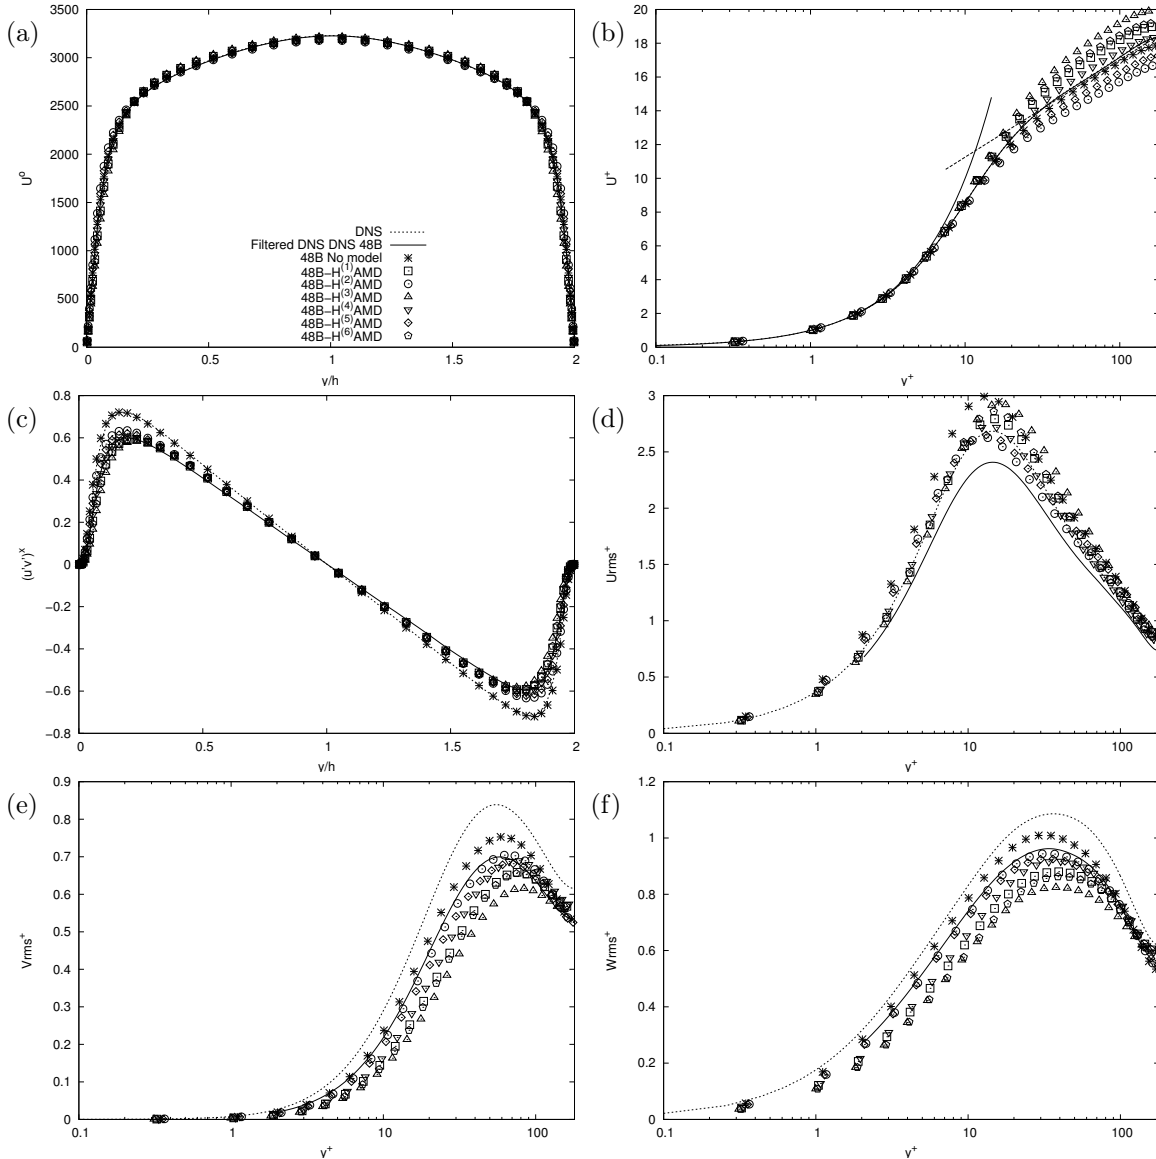 (a)
3500
3000
2500
2000
1500
1000
500
0
U°
0
0.5
1
1.5
2
y/h
DNS
Filtered DNS DNS 48B
48B No model
48B−H(1)AMD
48B−H(2)AMD
48B−H(3)AMD
48B−H(4)AMD
48B−H(5)AMD
48B−H(6)AMD
(b)
20
18
16
14
12
10
8
6
4
2
0
U+
0.1
1
10
100
y+
(c)
0.8
0.6
0.4
0.2
0
−0.2
−0.4
−0.6
−0.8
⟨u'v'⟩x
0
0.5
1
1.5
2
y/h
(d)
3
2.5
2
1.5
1
0.5
0
Urms+
0.1
1
10
100
y+
(e)
0.9
0.8
0.7
0.6
0.5
0.4
0.3
0.2
0.1
0
Vrms+
0.1
1
10
100
y+
(f)
1.2
1
0.8
0.6
0.4
0.2
0
Wrms+
0.1
1
10
100
y+